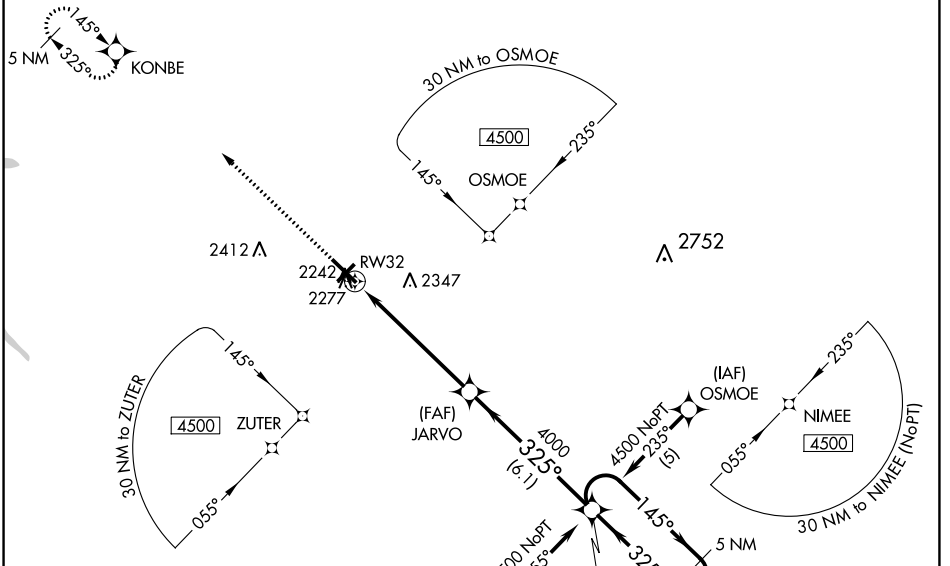 145°
5 NM
325°
KONBE
30 NM to OSMOE
4500
145°
235°
OSMOE
2412
2242
2277
RW32
2347
2752
30 NM to ZUTER
145°
4500
ZUTER
055°
(FAF)
JARVO
4000
325°
(6.1)
(IAF)
OSMOE
4500 NoPT
235°
(5)
235°
NIMEE
4500
055°
30 NM to NIMEE (NoPT)
145°
5 NM
NoPT